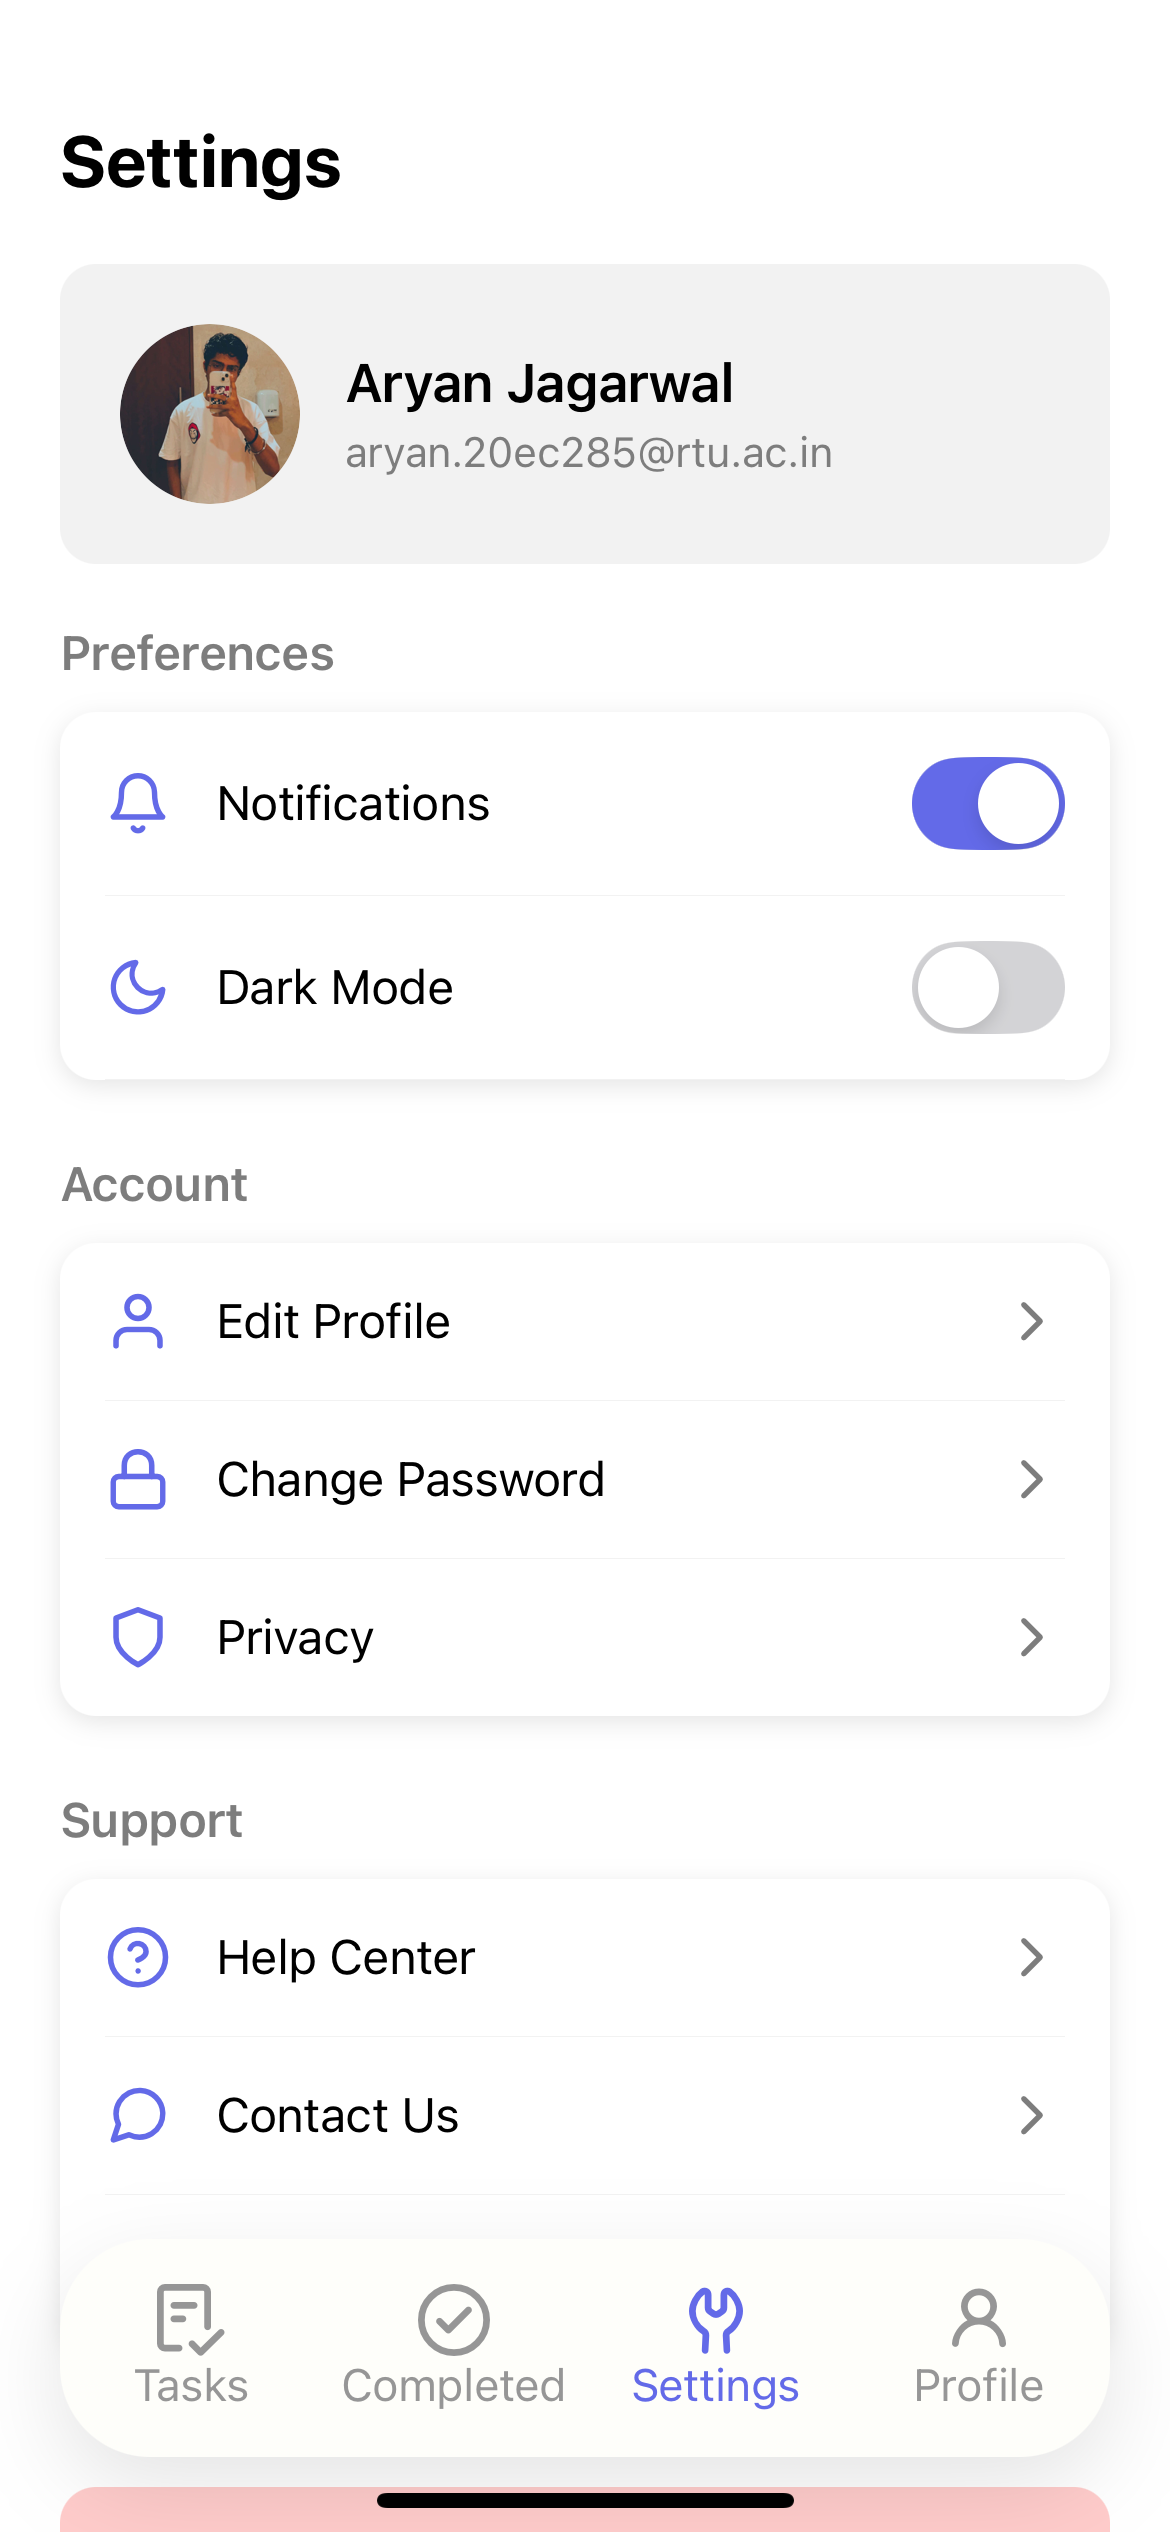 Settings
Aryan Jagarwal
aryan.20ec285@rtu.ac.in
Preferences
Notifications
Dark Mode
Account
Edit Profile
Change Password
Privacy
Support
Help Center
Contact Us
Tasks
Completed
Settings
Profile